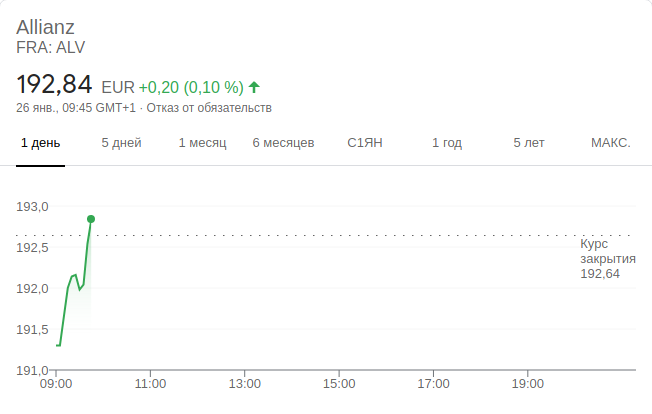 Allianz
FRA: ALV
192,84 EUR +0,20 (0,10 %)
26 янв., 09:45 GMT+1 · Отказ от обязательств
1 день 5 дней 1 месяц 6 месяцев С1ЯН 1 год 5 лет МАКС.
193,0
192,5
192,0
191,5
191,0
Курс
закрытия
192,64
09:00 11:00 13:00 15:00 17:00 19:00